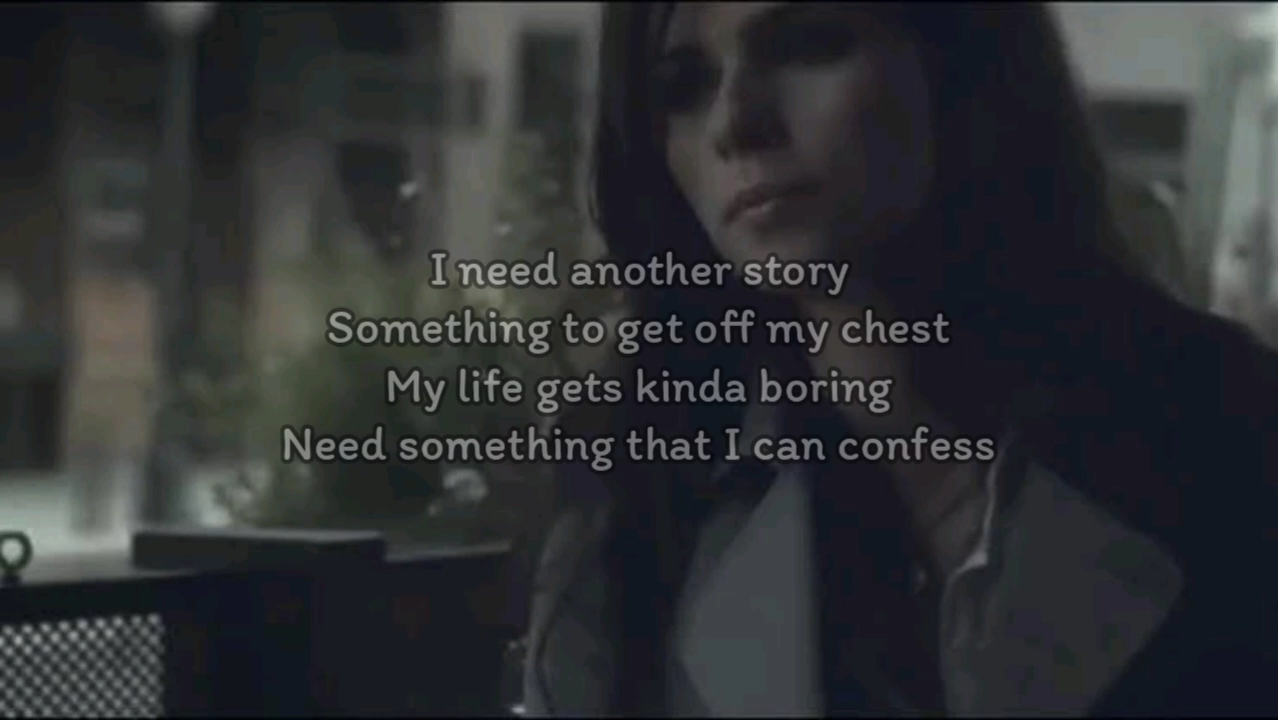 I need another story
Something to get off my chest
My life gets kinda boring
Need something that I can confess